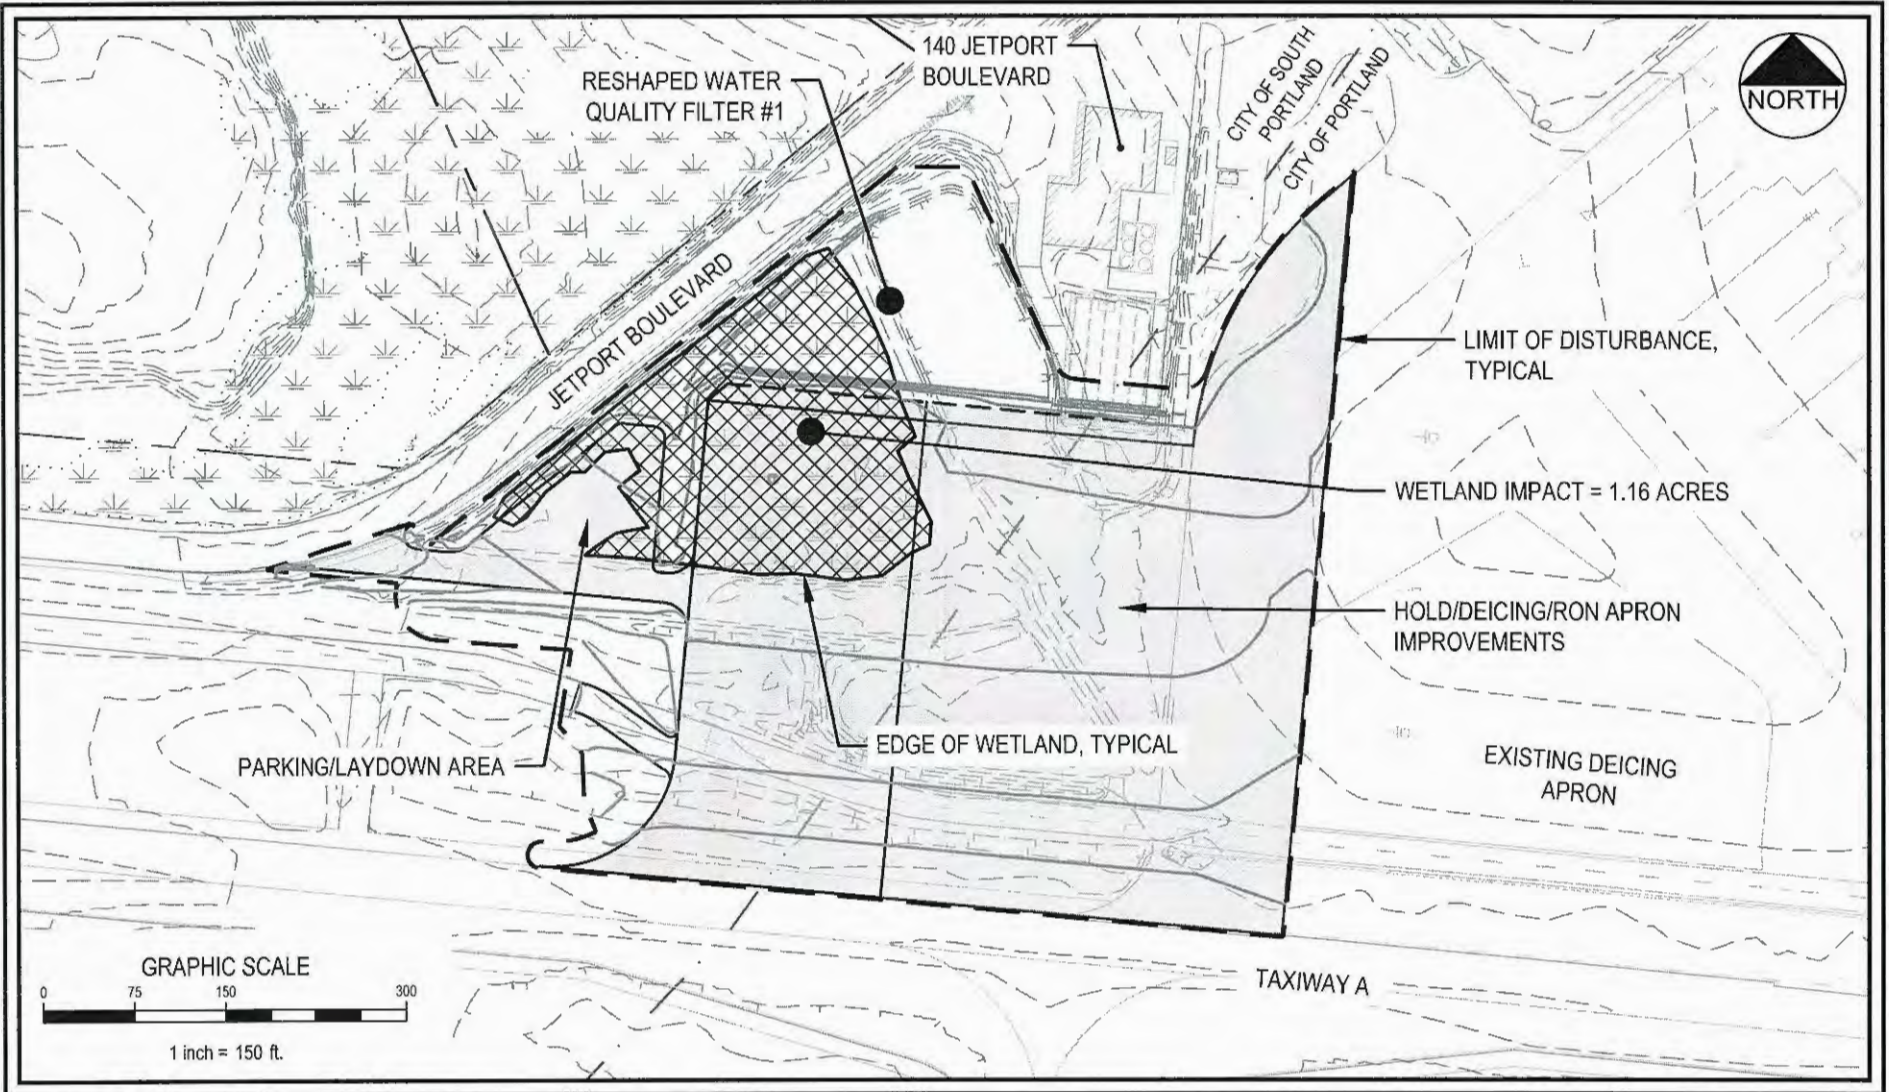 140 JETPORT
BOULEVARD
RESHAPED WATER
QUALITY FILTER #1
CITY OF SOUTH
PORTLAND
CITY OF PORTLAND
NORTH
JETPORT BOULEVARD
LIMIT OF DISTURBANCE,
TYPICAL
WETLAND IMPACT = 1.16 ACRES
HOLD/DEICING/RON APRON
IMPROVEMENTS
EDGE OF WETLAND, TYPICAL
PARKING/LAYDOWN AREA
EXISTING DEICING
APRON
GRAPHIC SCALE
0 75 150 300
1 inch = 150 ft.
TAXIWAY A